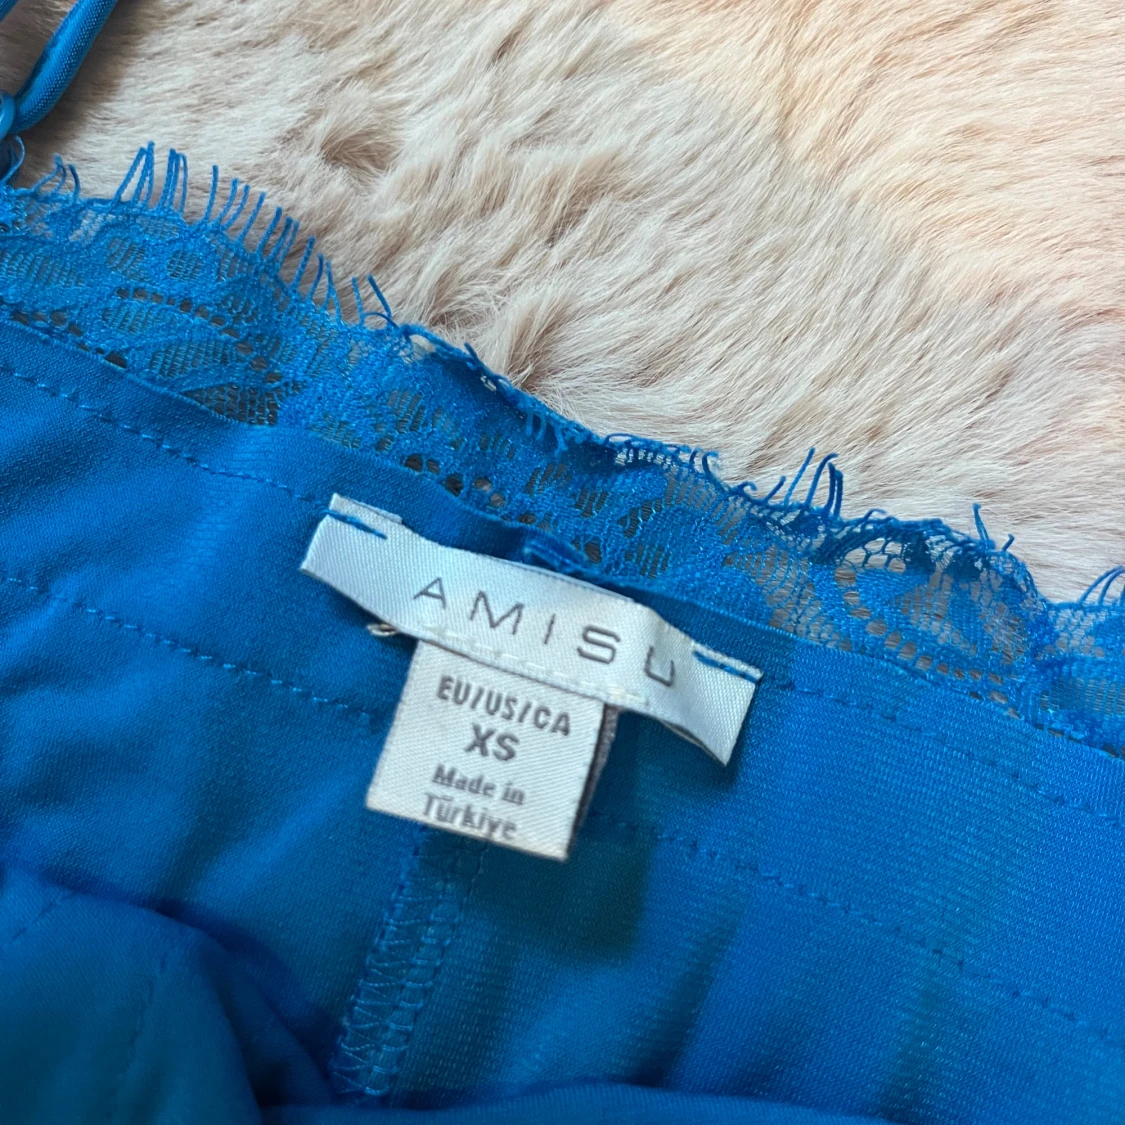 AMISU
EU/US/CA
XS
Made in
Türkiye